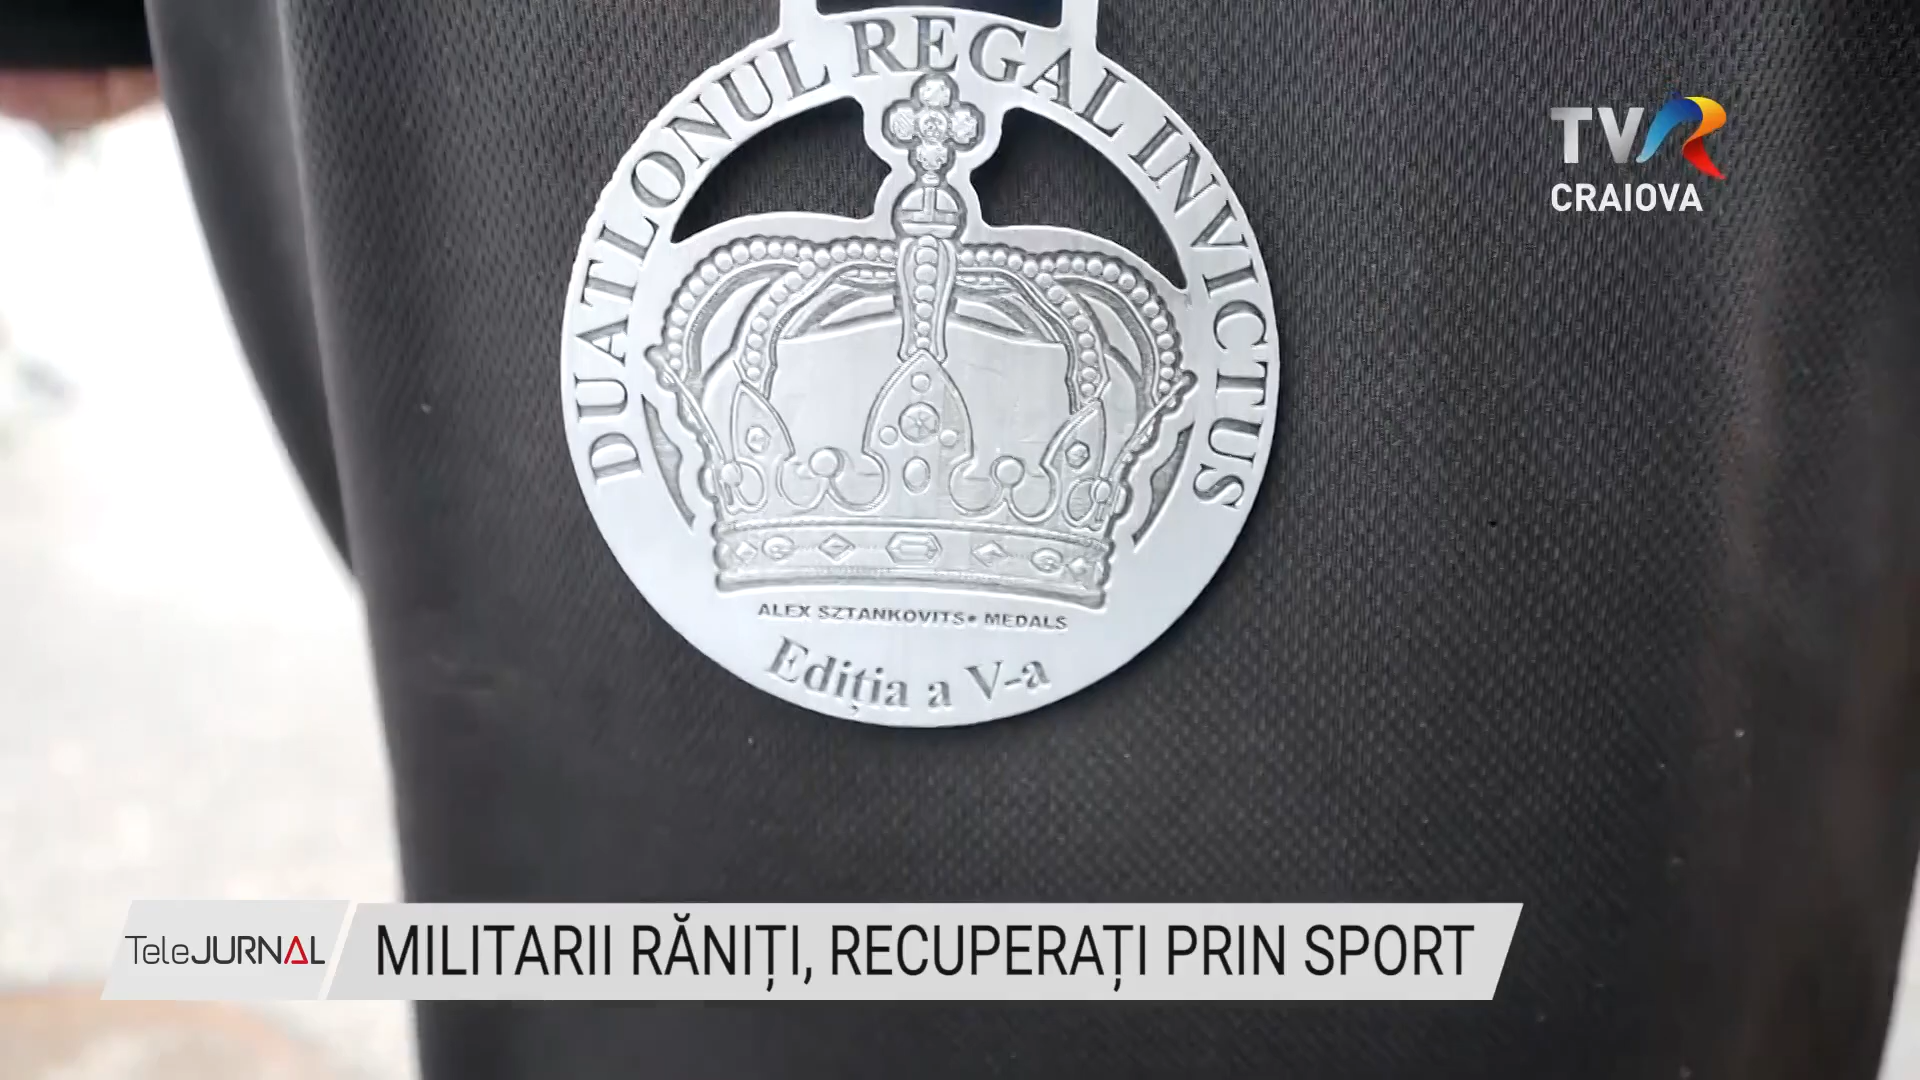 DUATLONUL REGAL INVICTUS
TVR
CRAIOVA
ALEX SZTANKOVITS• MEDALS
Ediția a V-a
TeleJURNAL
MILITARII RĂNIȚI, RECUPERAȚI PRIN SPORT